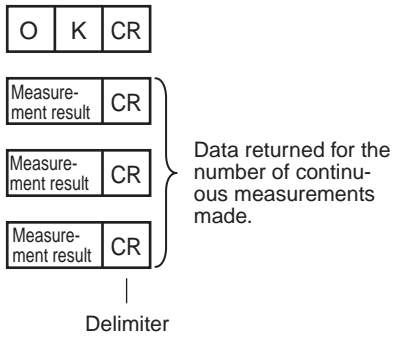 O K CR
Measure-
ment result CR
Measure-
ment result CR
Measure-
ment result CR
Data returned for the
number of continu-
ous measurements
made.
Delimiter